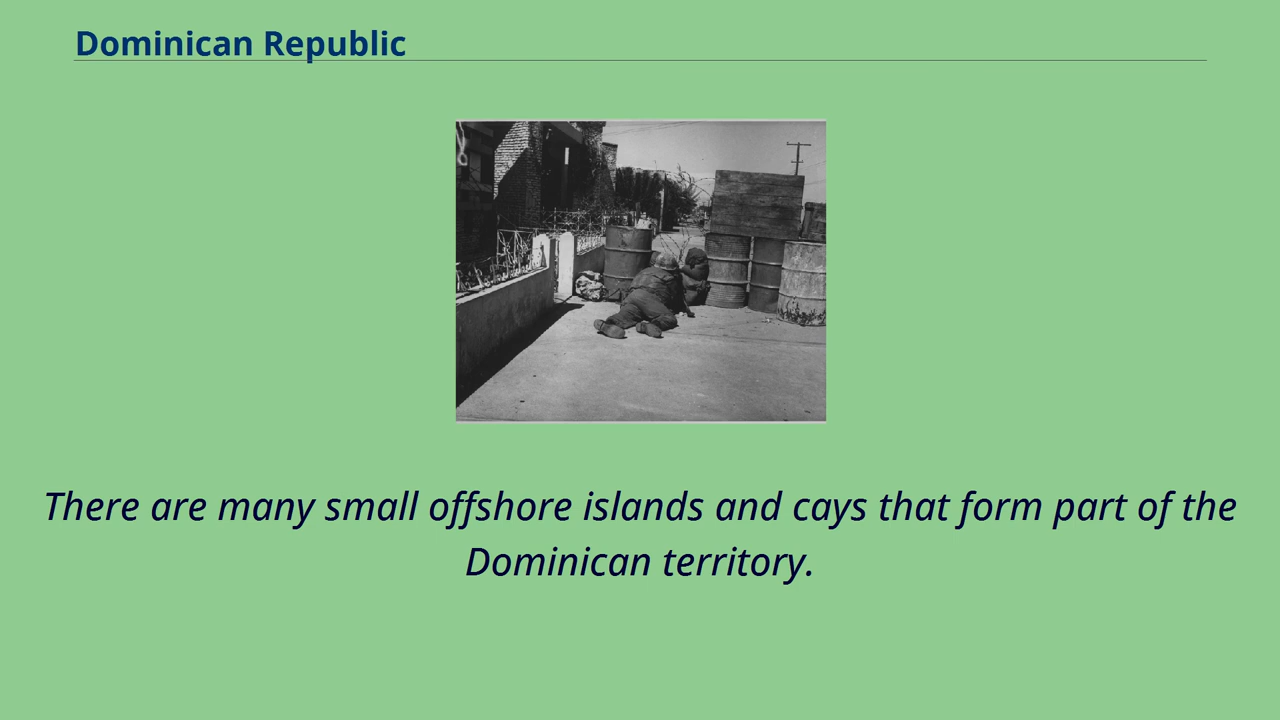 Dominican Republic
There are many small offshore islands and cays that form part of the
Dominican territory.